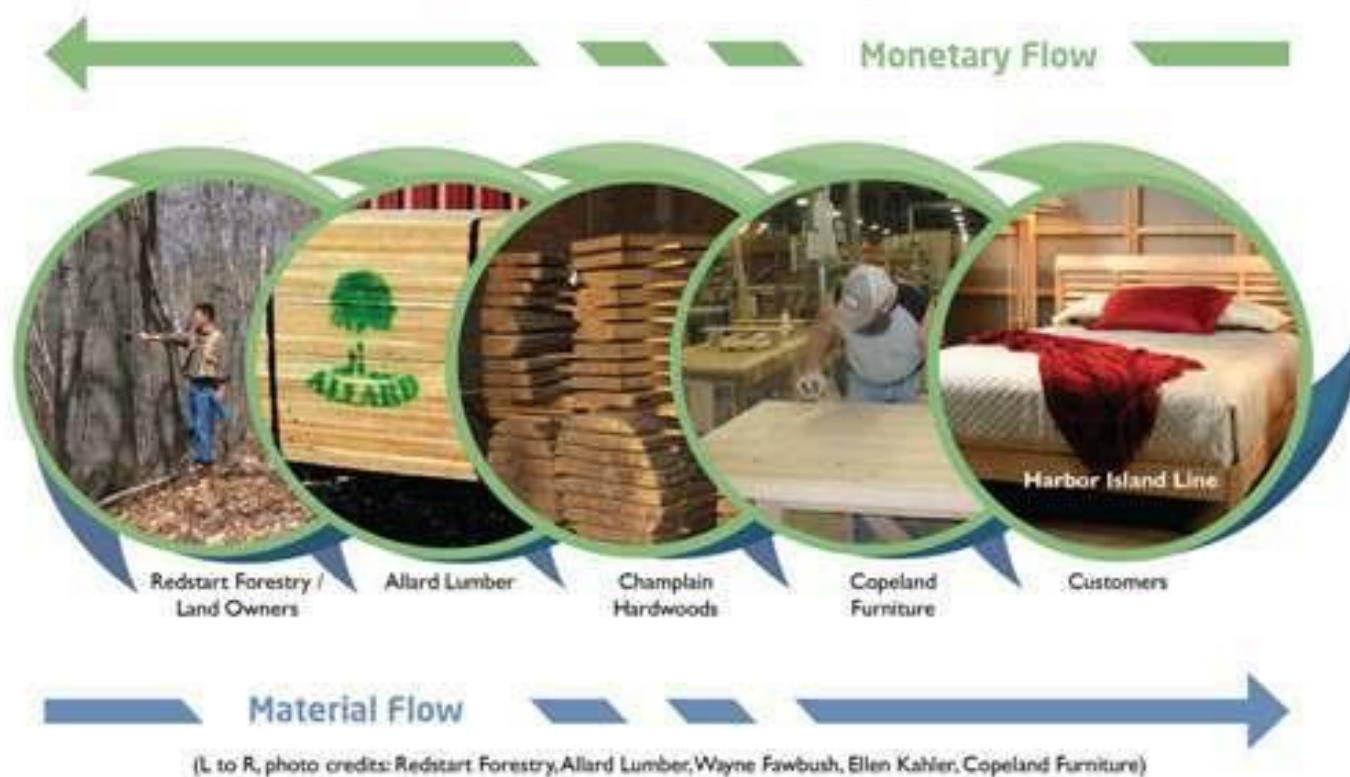 Monetary Flow
ALLARD
Harbor Island Line
Redstart Forestry /
Land Owners
Allard Lumber
Champlain
Hardwoods
Copeland
Furniture
Customers
Material Flow
(L to R, photo credits: Redstart Forestry, Allard Lumber, Wayne Fawbush, Ellen Kahler, Copeland Furniture)